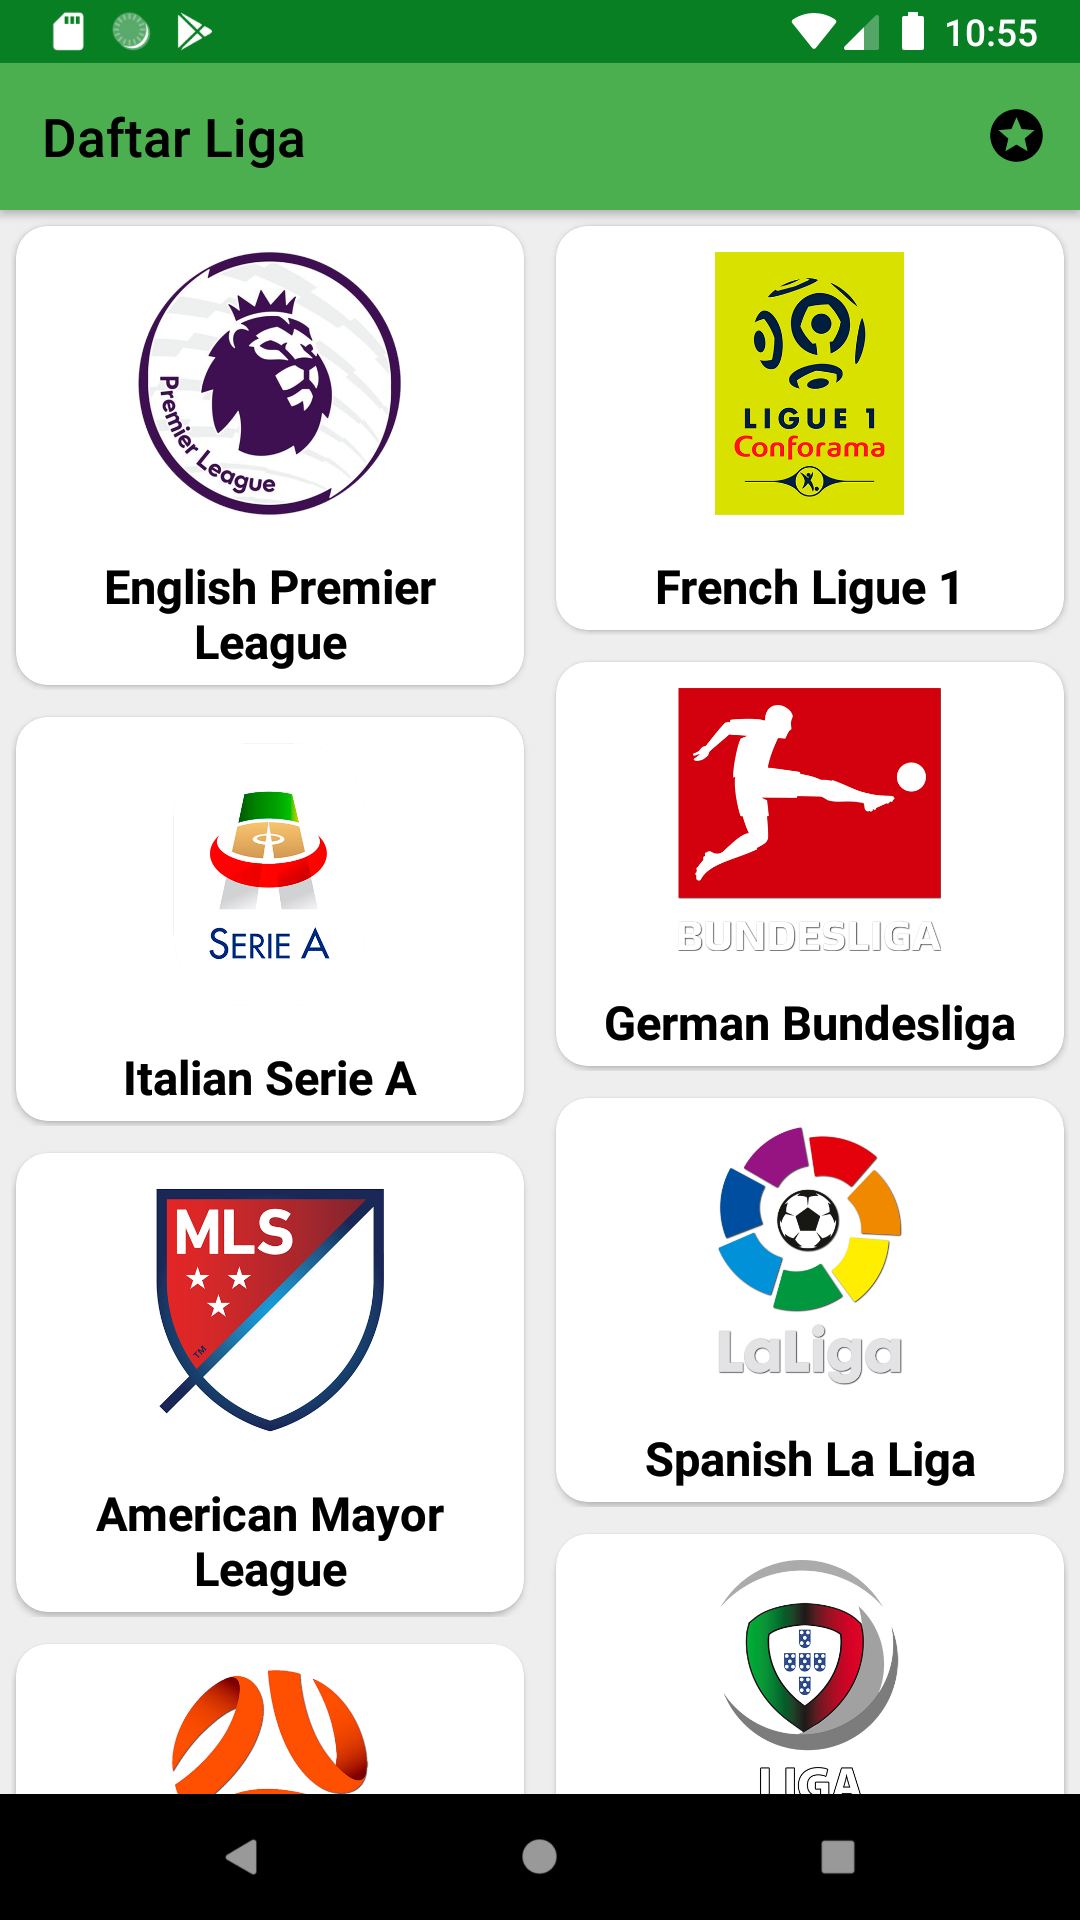 10:55
Daftar Liga
Premier League
English Premier
League
LIGUE 1
Conforama
French Ligue 1
SERIE A
Italian Serie A
BUNDESLIGA
German Bundesliga
MLS
TM
American Mayor
League
LaLiga
Spanish La Liga
LIGA